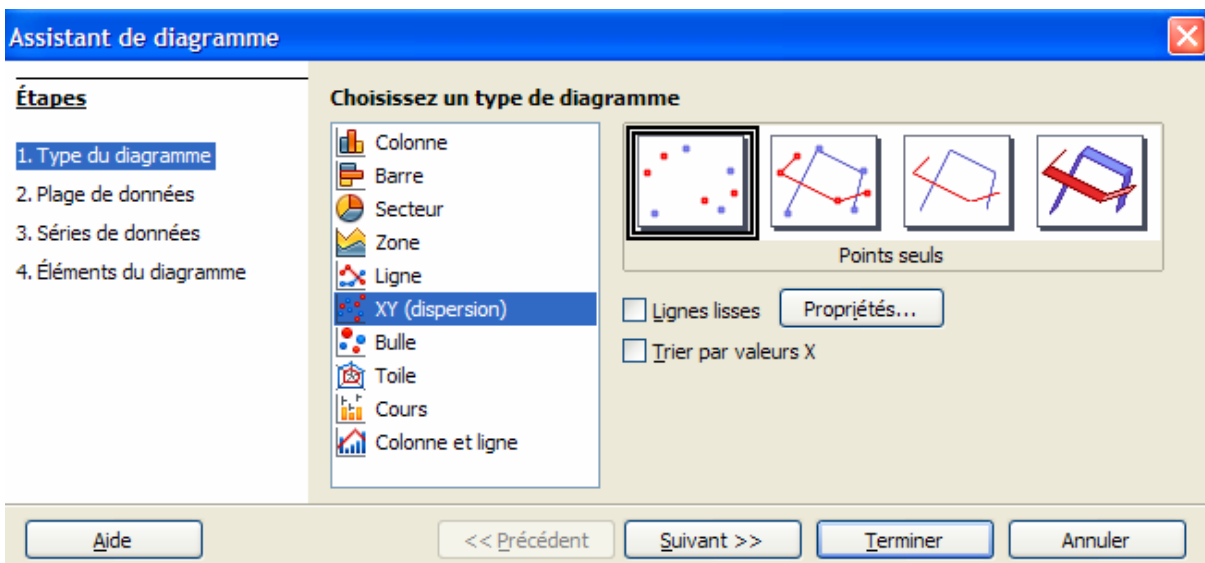 Assistant de diagramme
Étapes
1. Type du diagramme
2. Plage de données
3. Séries de données
4. Éléments du diagramme
Choisissez un type de diagramme
Colonne
Barre
Secteur
Zone
Ligne
XY (dispersion)
Bulle
Toile
Cours
Colonne et ligne
Points seuls
Lignes lisses Propriétés...
Trier par valeurs X
Aide << Précédent Suivant >> Terminer Annuler